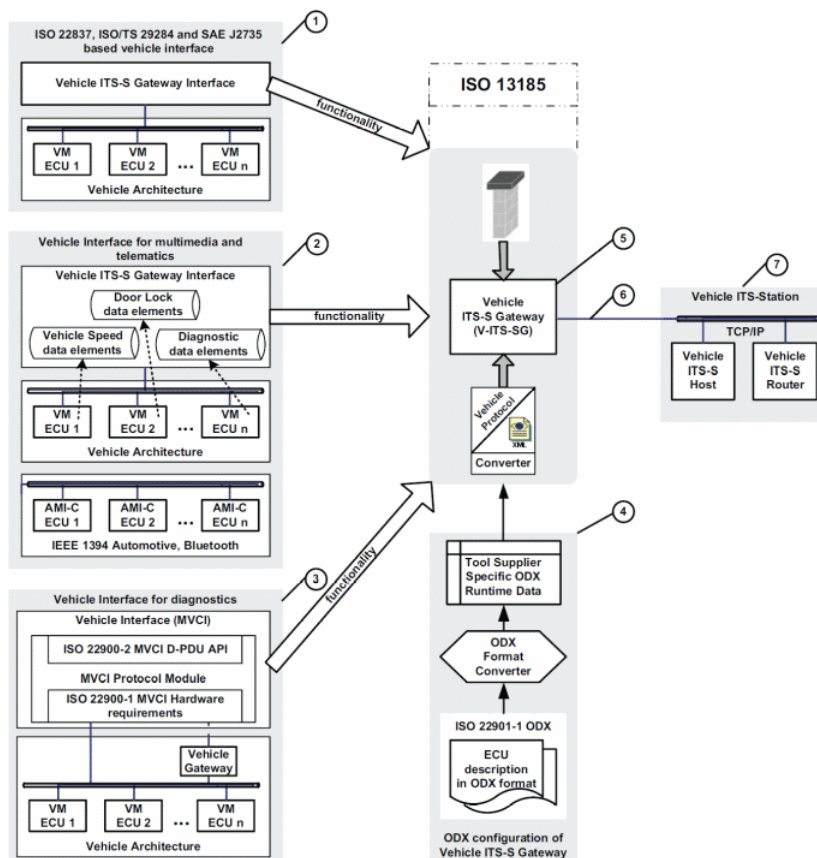 1
ISO 22837, ISO/TS 29284 and SAE J2735
based vehicle interface
Vehicle ITS-S Gateway Interface
VM
ECU 1
VM
ECU 2
...
VM
ECU n
Vehicle Architecture
functionality
2
Vehicle Interface for multimedia and
telematics
Vehicle ITS-S Gateway Interface
Door Lock
data elements
Vehicle Speed
data elements
Diagnostic
data elements
VM
ECU 1
VM
ECU 2
...
VM
ECU n
Vehicle Architecture
AMI-C
ECU 1
AMI-C
ECU 2
...
AMI-C
ECU n
IEEE 1394 Automotive, Bluetooth
functionality
3
Vehicle Interface for diagnostics
Vehicle Interface (MVCI)
ISO 22900-2 MVCI D-PDU API
MVCI Protocol Module
ISO 22900-1 MVCI Hardware
requirements
Vehicle
Gateway
VM
ECU 1
VM
ECU 2
...
VM
ECU n
Vehicle Architecture
functionality
ISO 13185
5
Vehicle
ITS-S Gateway
(V-ITS-SG)
Vehicle
Protocol
XML
Converter
6
7
Vehicle ITS-Station
TCP/IP
Vehicle
ITS-S
Host
Vehicle
ITS-S
Router
4
Tool Supplier
Specific ODX
Runtime Data
ODX
Format
Converter
ISO 22901-1 ODX
ECU
description
in ODX format
ODX configuration of
Vehicle ITS-S Gateway